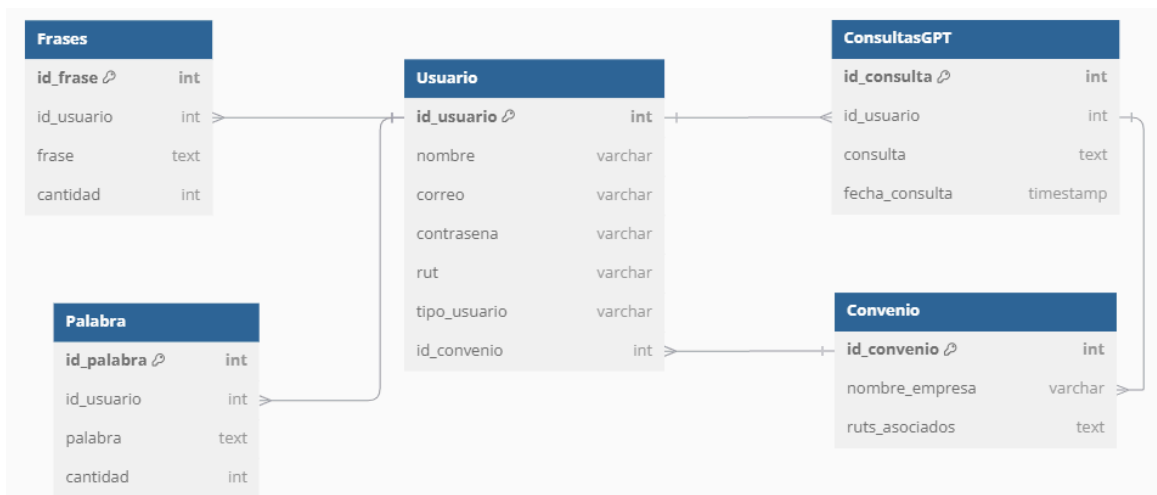 Frases
id_frase int
id_usuario int
frase text
cantidad int
Palabra
id_palabra int
id_usuario int
palabra text
cantidad int
Usuario
id_usuario int
nombre varchar
correo varchar
contrasena varchar
rut varchar
tipo_usuario varchar
id_convenio int
ConsultasGPT
id_consulta int
id_usuario int
consulta text
fecha_consulta timestamp
Convenio
id_convenio int
nombre_empresa varchar
ruts_asociados text